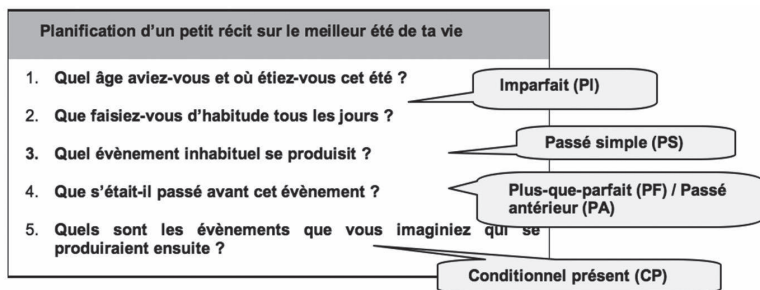 Planification d’un petit récit sur le meilleur été de ta vie
1. Quel âge aviez-vous et où étiez-vous cet été ?
Imparfait (PI)
2. Que faisiez-vous d’habitude tous les jours ?
3. Quel évènement inhabituel se produisit ?
Passé simple (PS)
4. Que s’était-il passé avant cet évènement ?
Plus-que-parfait (PF) / Passé
antérieur (PA)
5. Quels sont les évènements que vous imaginiez qui se
produiraient ensuite ?
Conditionnel présent (CP)